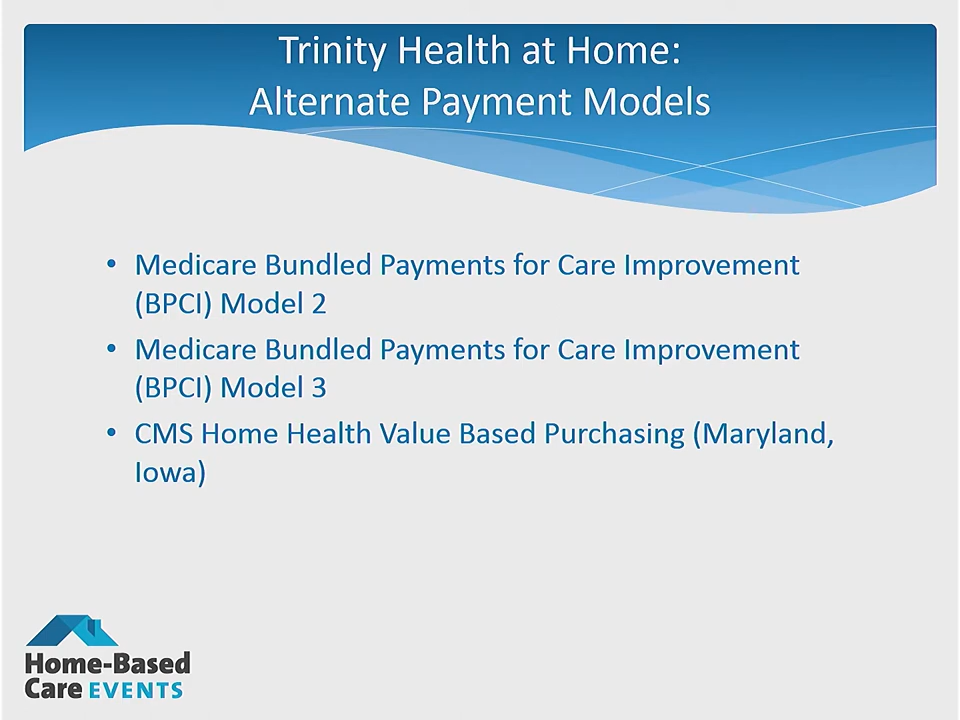 Trinity Health at Home:
Alternate Payment Models
• Medicare Bundled Payments for Care Improvement
(BPCI) Model 2
• Medicare Bundled Payments for Care Improvement
(BPCI) Model 3
• CMS Home Health Value Based Purchasing (Maryland,
Iowa)
Home-Based
Care EVENTS